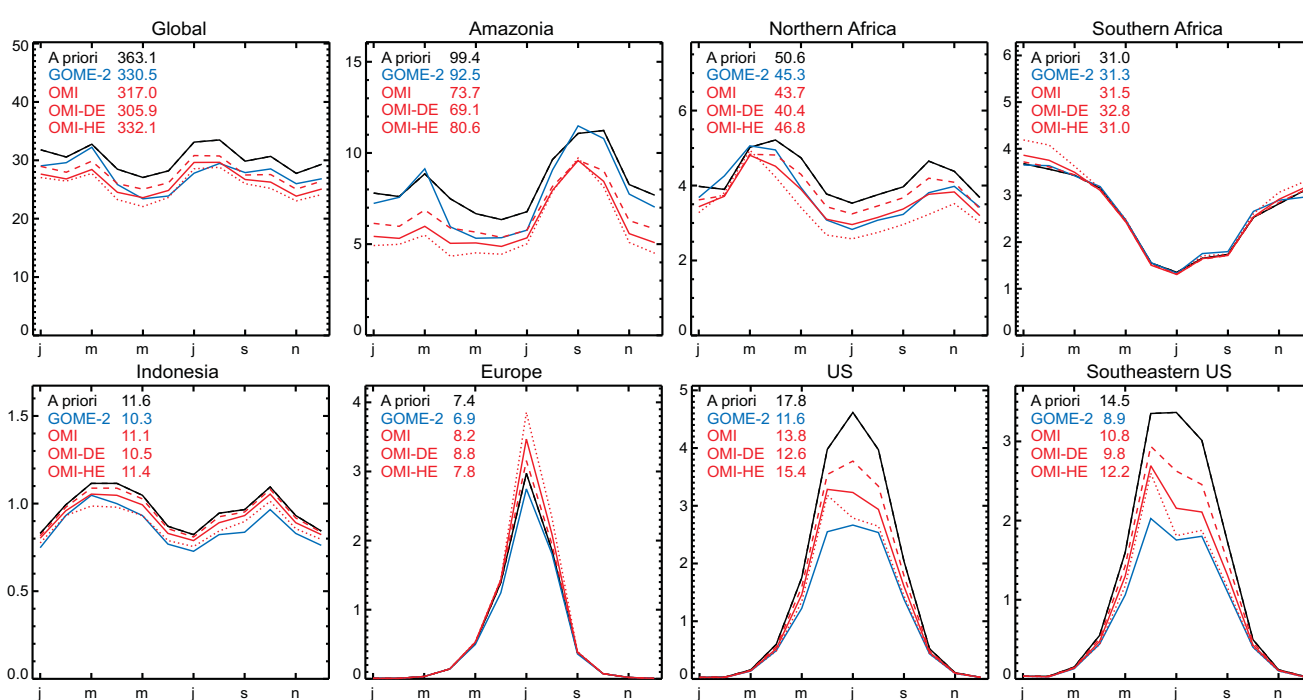 Global
50
A priori 363.1
GOME-2 330.5
OMI 317.0
OMI-DE 305.9
OMI-HE 332.1
40
30
20
10
0
j m m j s n
Amazonia
15
A priori 99.4
GOME-2 92.5
OMI 73.7
OMI-DE 69.1
OMI-HE 80.6
10
5
0
j m m j s n
Northern Africa
A priori 50.6
GOME-2 45.3
OMI 43.7
OMI-DE 40.4
OMI-HE 46.8
6
4
2
0
j m m j s n
Southern Africa
6
A priori 31.0
GOME-2 31.3
OMI 31.5
OMI-DE 32.8
OMI-HE 31.0
5
4
3
2
1
0
j m m j s n
Indonesia
A priori 11.6
GOME-2 10.3
OMI 11.1
OMI-DE 10.5
OMI-HE 11.4
1.5
1.0
0.5
0.0
j m m j s n
Europe
4
A priori 7.4
GOME-2 6.9
OMI 8.2
OMI-DE 8.8
OMI-HE 7.8
3
2
1
0
j m m j s n
US
5
A priori 17.8
GOME-2 11.6
OMI 13.8
OMI-DE 12.6
OMI-HE 15.4
4
3
2
1
0
j m m j s n
Southeastern US
A priori 14.5
GOME-2 8.9
OMI 10.8
OMI-DE 9.8
OMI-HE 12.2
3
2
1
0
j m m j s n